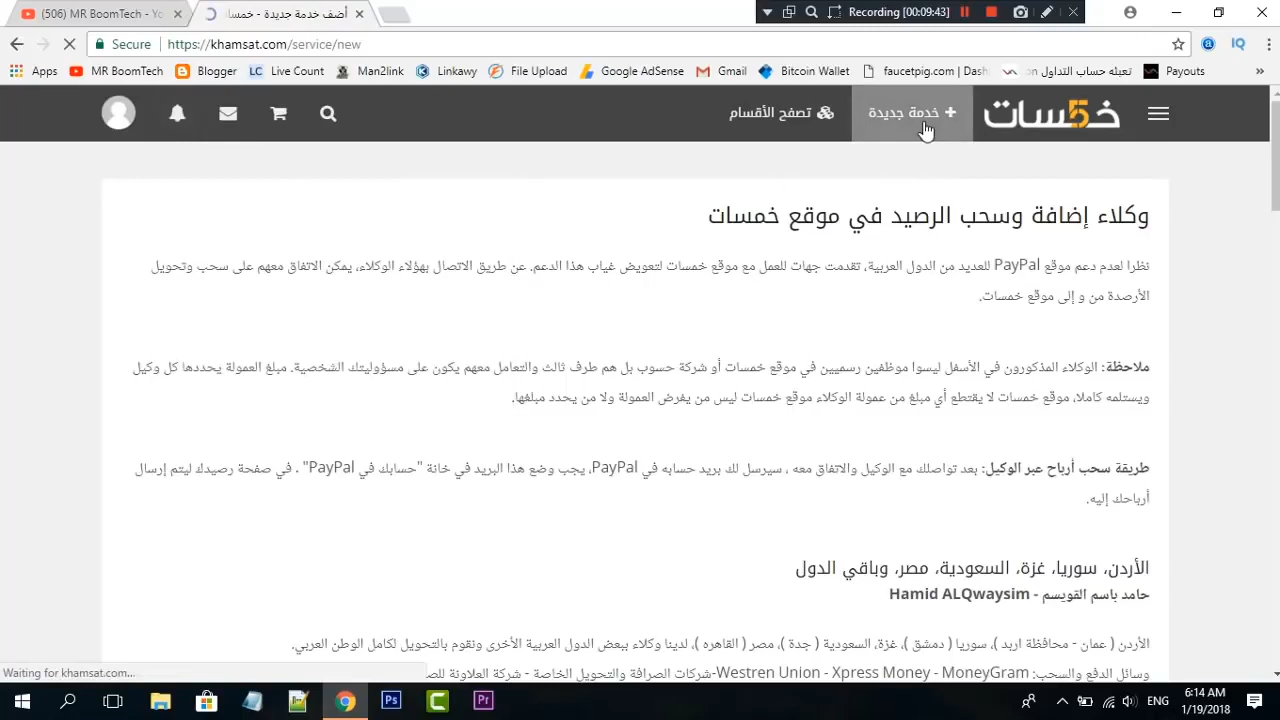 (506) MR BoomTech - Yo
أضف خدمة جديدة - خمسات
Recording [00:09:43]
Secure
https://khamsat.com/service/new
Apps
MR BoomTech
Blogger
Live Count
Man2link
Linkawy
File Upload
Google AdSense
Gmail
Bitcoin Wallet
faucetpig.com | Dash
تعبئه حساب التداول on
Payouts
خمسات
خدمة جديدة
تصفح الأقسام
وكلاء إضافة وسحب الرصيد في موقع خمسات
نظرا لعدم دعم موقع PayPal للعديد من الدول العربية، تقدمت جهات للعمل مع موقع خمسات لتعويض غياب هذا الدعم. عن طريق الاتصال بهؤلاء الوكلاء، يمكن الاتفاق معهم على سحب وتحويل
الأرصدة من و إلى موقع خمسات.
ملاحظة: الوكلاء المذكورون في الأسفل ليسوا موظفين رسميين في موقع خمسات أو شركة حسوب بل هم طرف ثالث والتعامل معهم يكون على مسؤوليتك الشخصية. مبلغ العمولة يحددها كل وكيل
ويستلمه كاملا، موقع خمسات لا يقتطع أي مبلغ من عمولة الوكلاء موقع خمسات ليس من يفرض العمولة ولا من يحدد مبلغها.
طريقة سحب أرباح عبر الوكيل: بعد تواصلك مع الوكيل والاتفاق معه ، سيرسل لك بريد حسابه في PayPal، يجب وضع هذا البريد في خانة "حسابك في PayPal" . في صفحة رصيدك ليتم إرسال
أرباحك إليه.
الأردن، سوريا، غزة، السعودية، مصر، وباقي الدول
حامد باسم القويسم - Hamid ALQwaysim
الأردن ( عمان - محافظة اربد )، سوريا ( دمشق )، غزة، السعودية ( جدة )، مصر ( القاهره )، لدينا وكلاء ببعض الدول العربية الأخرى ونقوم بالتحويل لكامل الوطن العربي.
وسائل الدفع والسحب: Westren Union - Xpress Money - MoneyGram-شركات الصرافة والتحويل الخاصة - شركة العلاونة للص
Waiting for khamsat.com...
ENG
6:14 AM
1/19/2018